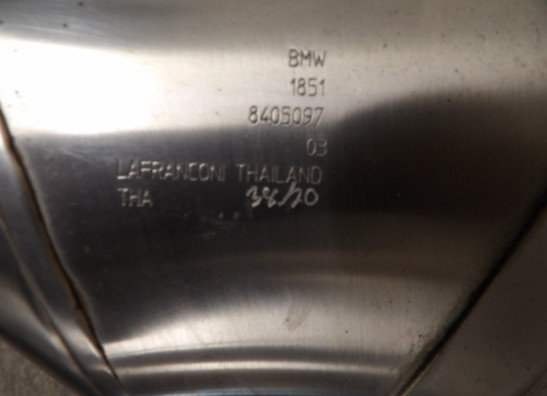 BMW
1851
8405097
03
LAFRANCONI THAILAND
THA 38/20